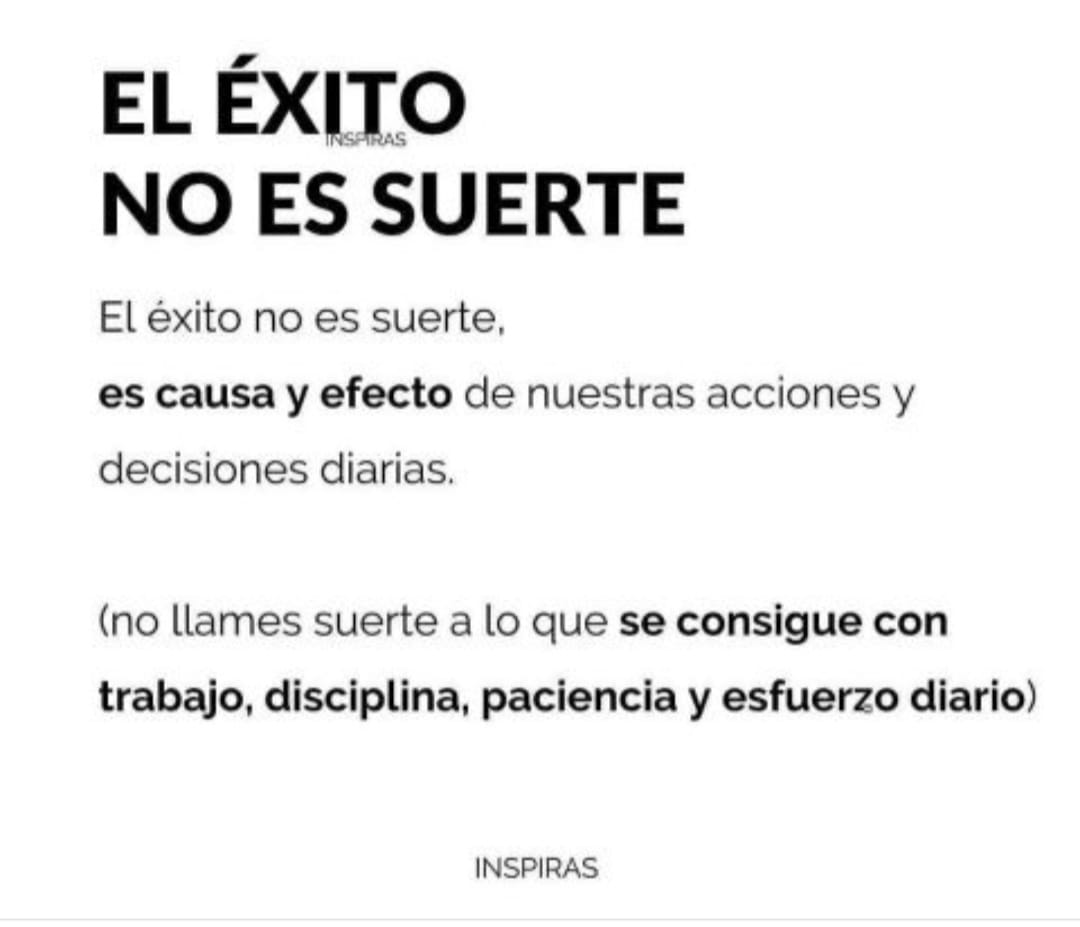 EL ÉXITO
INSPIRAS
NO ES SUERTE
El éxito no es suerte,
es causa y efecto de nuestras acciones y
decisiones diarias.
(no llames suerte a lo que se consigue con
trabajo, disciplina, paciencia y esfuerzo diario)
INSPIRAS